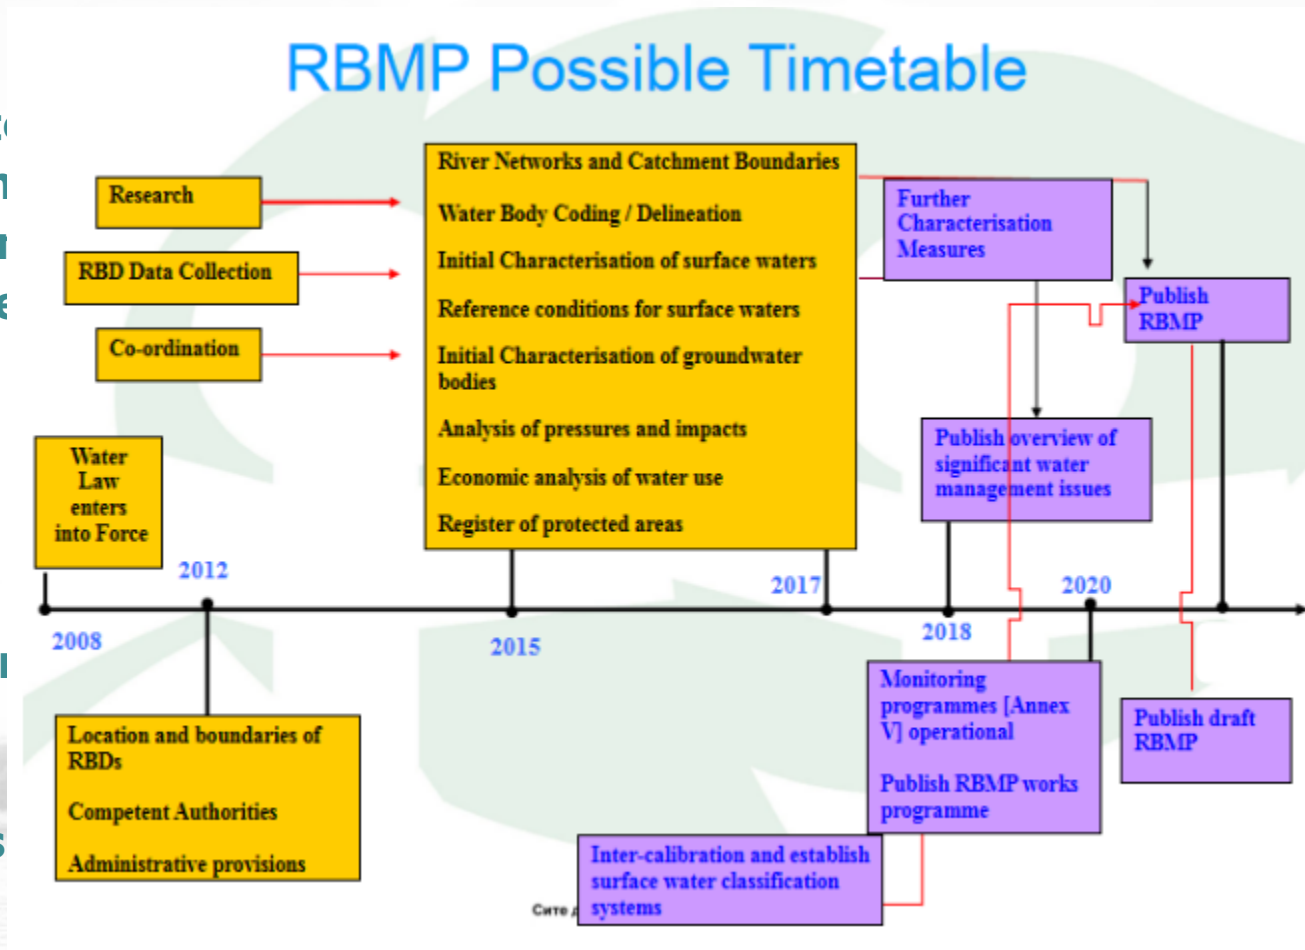 RBMP Possible Timetable
Research
RBD Data Collection
Co-ordination
Water
Law
enters
into Force
River Networks and Catchment Boundaries
Water Body Coding / Delineation
Initial Characterisation of surface waters
Reference conditions for surface waters
Initial Characterisation of groundwater
bodies
Analysis of pressures and impacts
Economic analysis of water use
Register of protected areas
Further
Characterisation
Measures
Publish
RBMP
Publish overview of
significant water
management issues
2008
2012
2015
2017
2018
2020
Location and boundaries of
RBDs
Competent Authorities
Administrative provisions
Monitoring
programmes [Annex
V] operational
Publish RBMP works
programme
Publish draft
RBMP
Inter-calibration and establish
surface water classification
systems
Сите